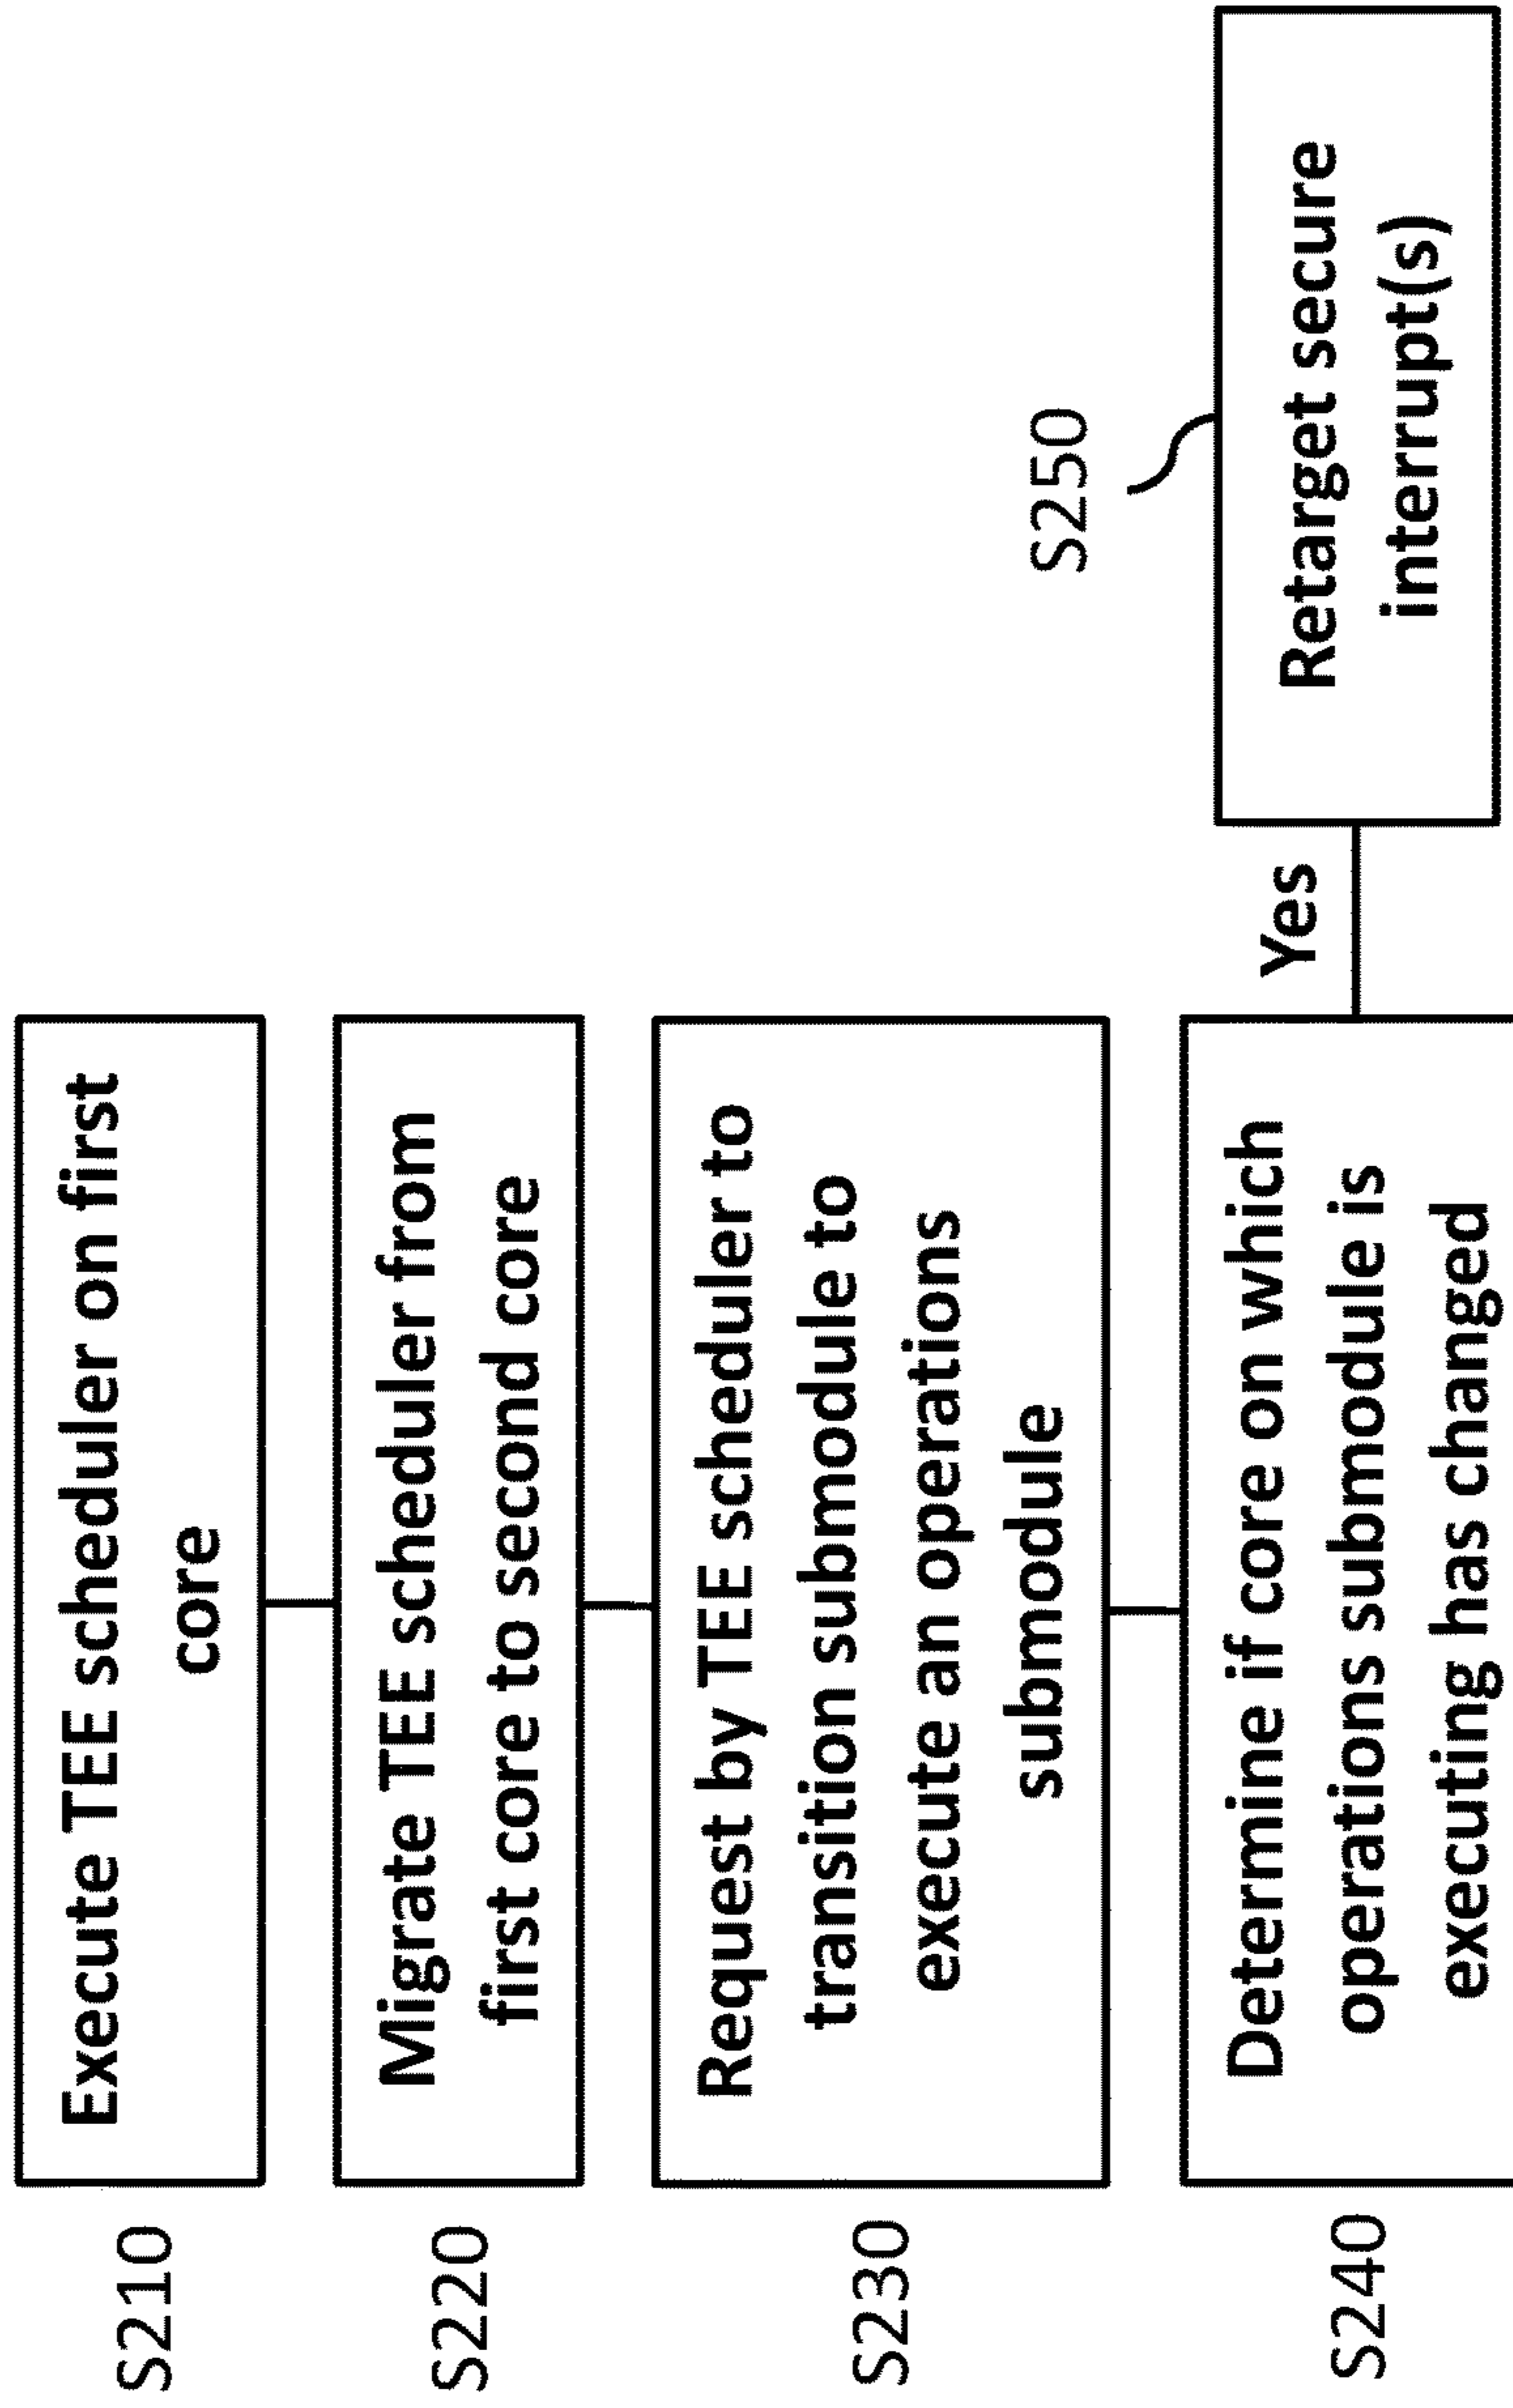 S210
Execute TEE scheduler on first
core
S220
Migrate TEE scheduler from
first core to second core
S230
Request by TEE scheduler to
transition submodule to
execute an operations
submodule
S240
Determine if core on which
operations submodule is
executing has changed
Yes
S250
Retarget secure
interrupt(s)